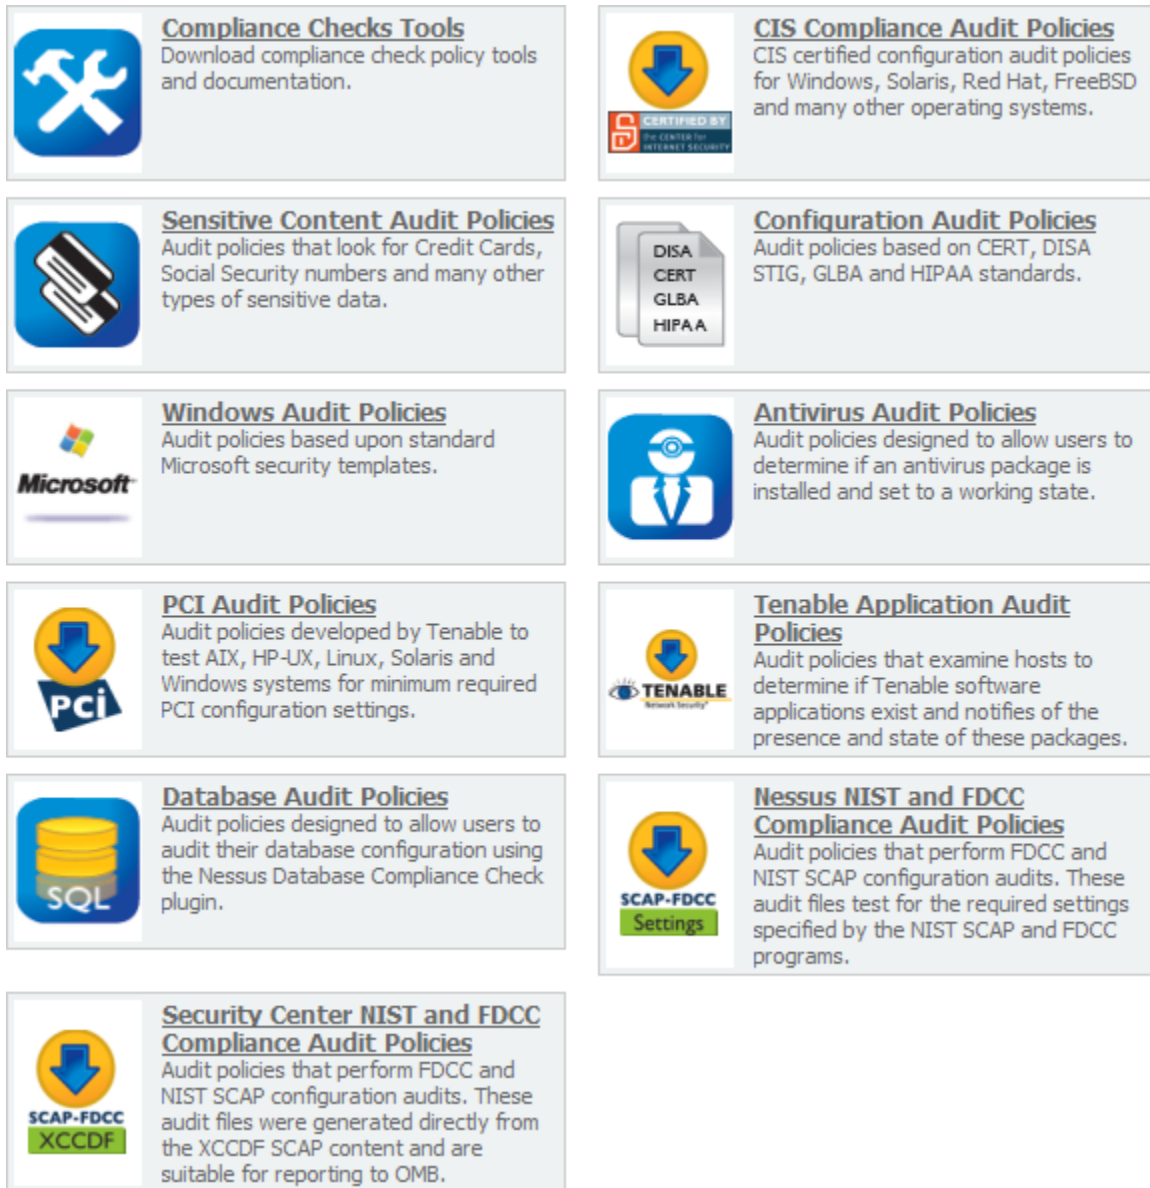 Compliance Checks Tools
Download compliance check policy tools
and documentation.
CIS Compliance Audit Policies
CIS certified configuration audit policies
for Windows, Solaris, Red Hat, FreeBSD
and many other operating systems.
CERTIFIED BY
the CENTER for
INTERNET SECURITY
Sensitive Content Audit Policies
Audit policies that look for Credit Cards,
Social Security numbers and many other
types of sensitive data.
DISA
CERT
GLBA
HIPAA
Configuration Audit Policies
Audit policies based on CERT, DISA
STIG, GLBA and HIPAA standards.
Microsoft
Windows Audit Policies
Audit policies based upon standard
Microsoft security templates.
Antivirus Audit Policies
Audit policies designed to allow users to
determine if an antivirus package is
installed and set to a working state.
PCi
PCI Audit Policies
Audit policies developed by Tenable to
test AIX, HP-UX, Linux, Solaris and
Windows systems for minimum required
PCI configuration settings.
TENABLE
Network Security®
Tenable Application Audit
Policies
Audit policies that examine hosts to
determine if Tenable software
applications exist and notifies of the
presence and state of these packages.
SQL
Database Audit Policies
Audit policies designed to allow users to
audit their database configuration using
the Nessus Database Compliance Check
plugin.
SCAP-FDCC
Settings
Nessus NIST and FDCC
Compliance Audit Policies
Audit policies that perform FDCC and
NIST SCAP configuration audits. These
audit files test for the required settings
specified by the NIST SCAP and FDCC
programs.
SCAP-FDCC
XCCDF
Security Center NIST and FDCC
Compliance Audit Policies
Audit policies that perform FDCC and
NIST SCAP configuration audits. These
audit files were generated directly from
the XCCDF SCAP content and are
suitable for reporting to OMB.